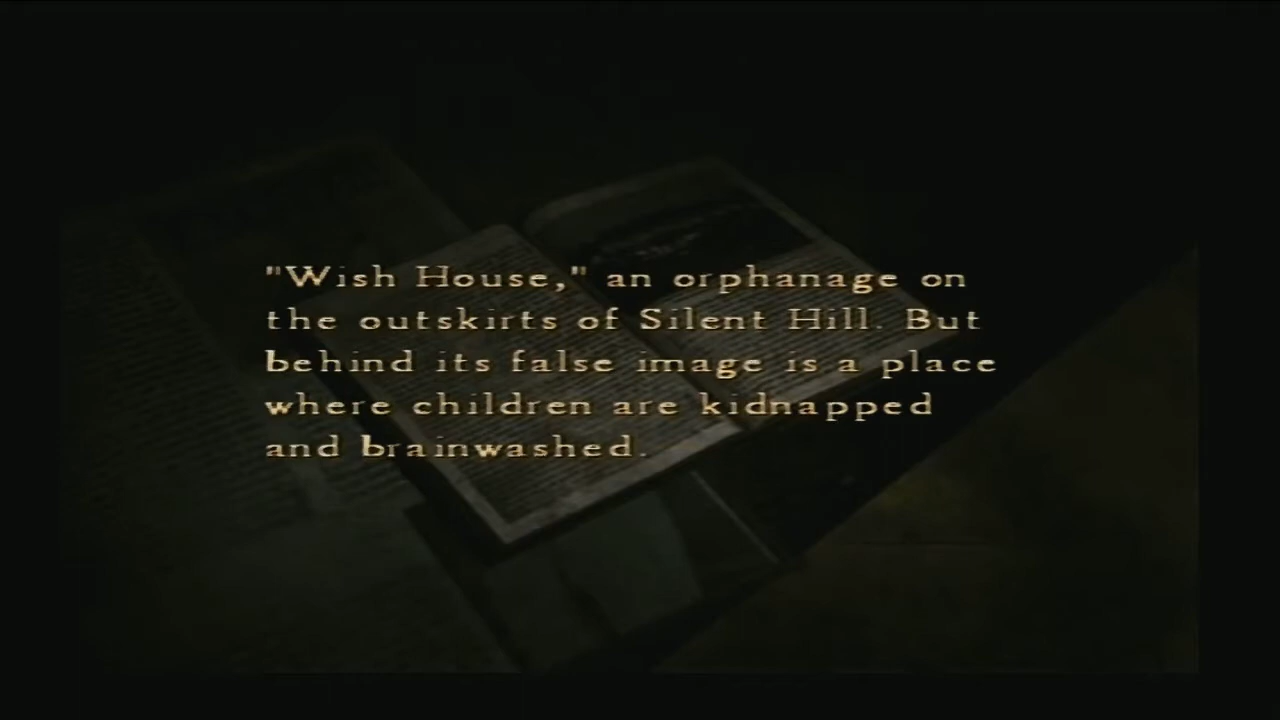 "Wish House," an orphanage on
the outskirts of Silent Hill. But
behind its false image is a place
where children are kidnapped
and brainwashed.